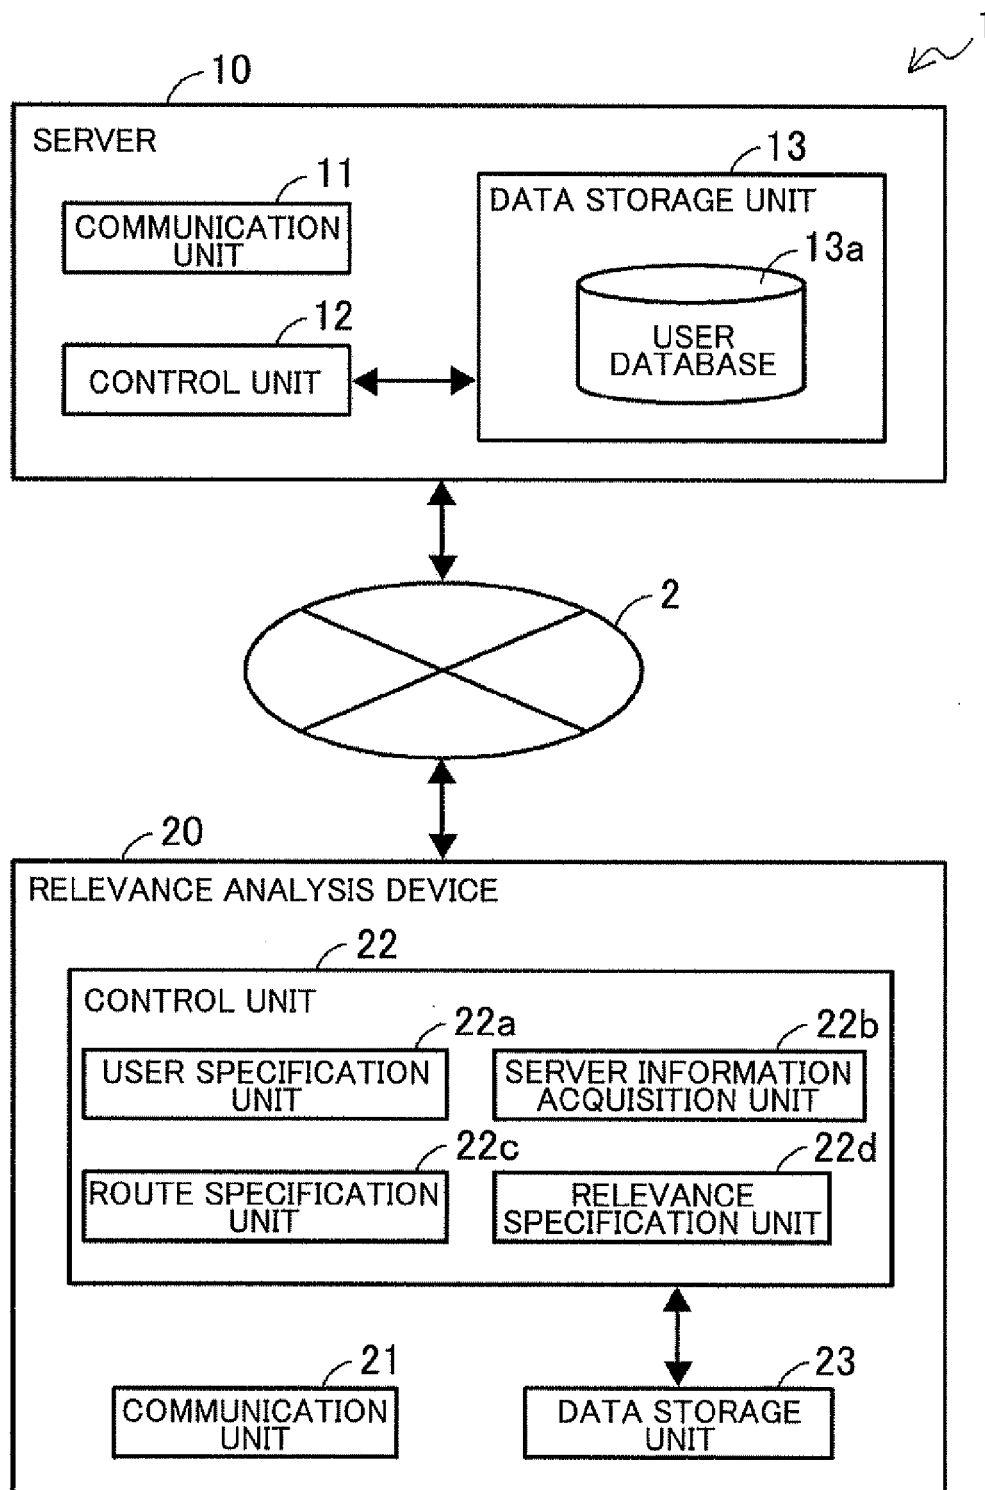 1
10
SERVER
11
COMMUNICATION
UNIT
12
CONTROL UNIT
13
DATA STORAGE UNIT
13a
USER
DATABASE
2
20
RELEVANCE ANALYSIS DEVICE
22
CONTROL UNIT
22a
USER SPECIFICATION
UNIT
22b
SERVER INFORMATION
ACQUISITION UNIT
22c
ROUTE SPECIFICATION
UNIT
22d
RELEVANCE
SPECIFICATION UNIT
21
COMMUNICATION
UNIT
23
DATA STORAGE
UNIT